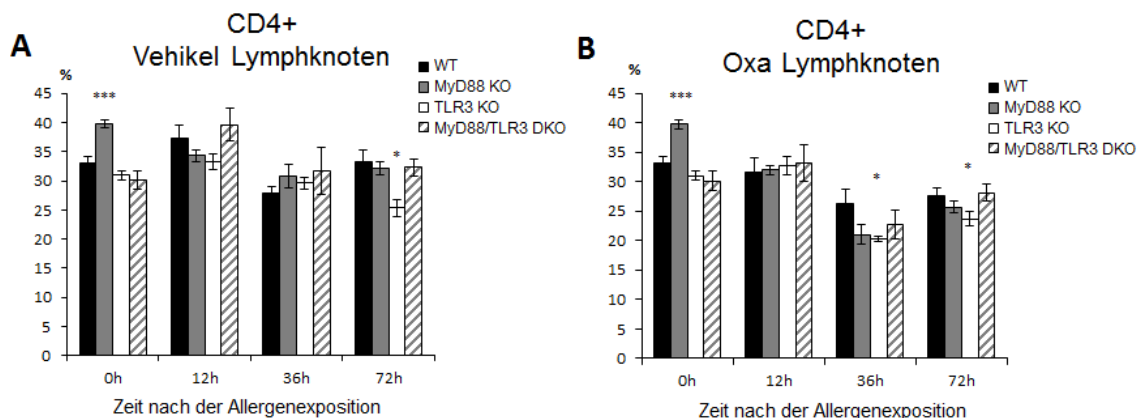 A
CD4+
Vehikel Lymphknoten
%
WT
MyD88 KO
TLR3 KO
MyD88/TLR3 DKO
45
40
35
30
25
20
15
10
5
0
***
*
0h
12h
36h
72h
Zeit nach der Allergenexposition
B
CD4+
Oxa Lymphknoten
%
WT
MyD88 KO
TLR3 KO
MyD88/TLR3 DKO
45
40
35
30
25
20
15
10
5
0
***
*
*
0h
12h
36h
72h
Zeit nach der Allergenexposition